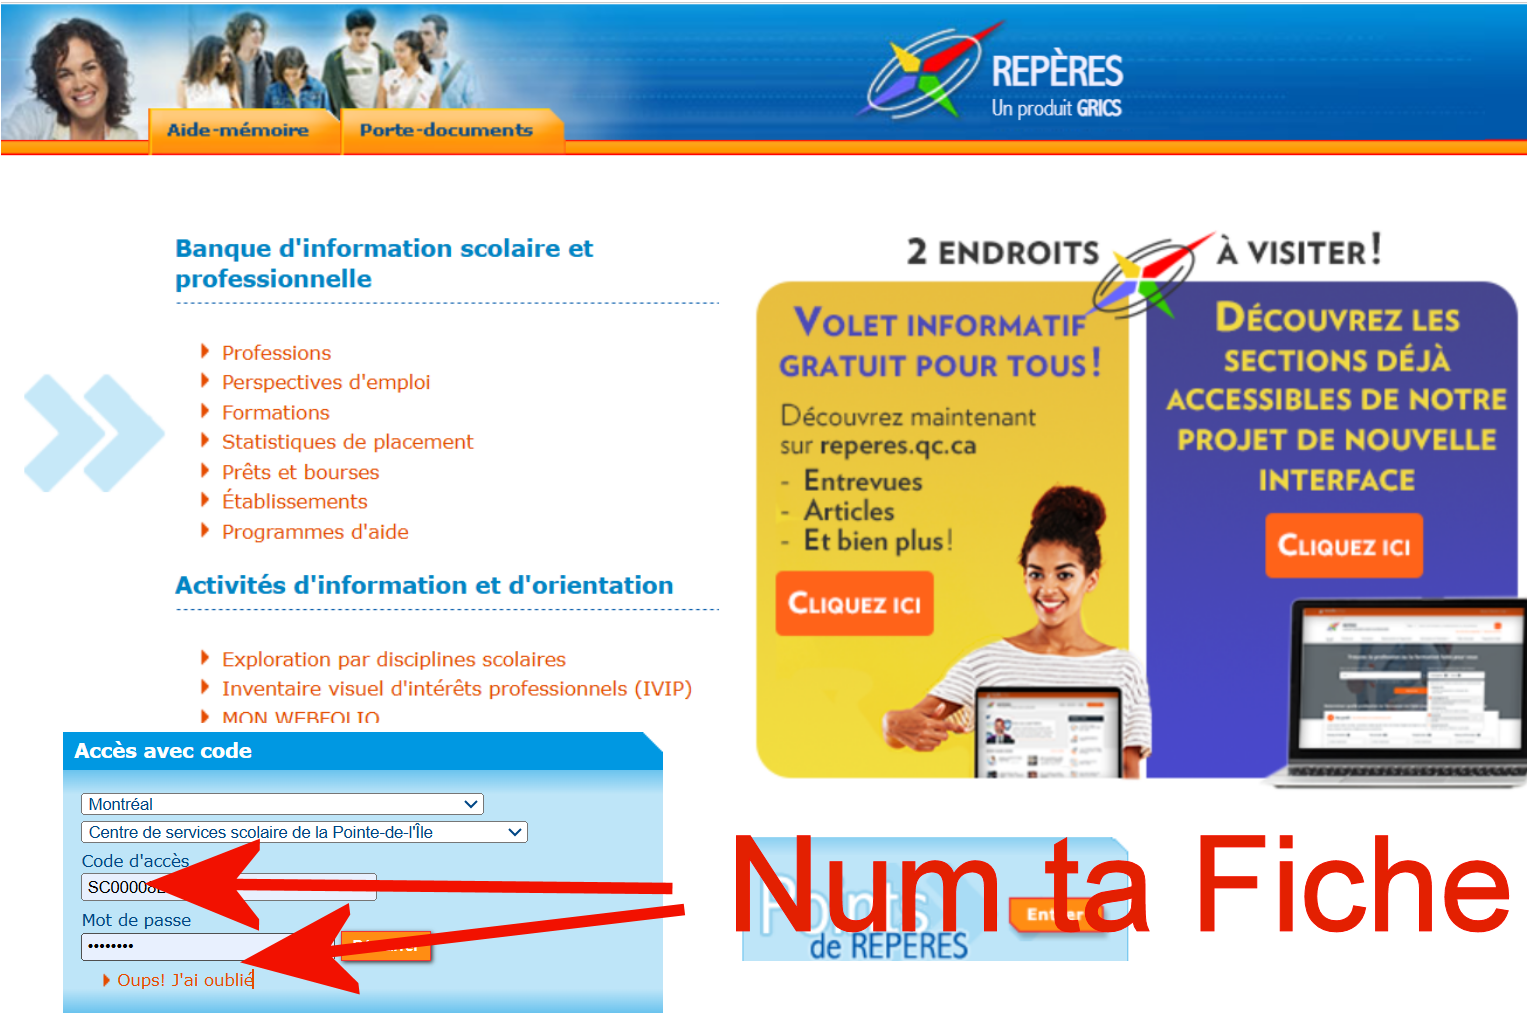 Aide-mémoire
Porte-documents
REPÈRES
Un produit GRICS
Banque d'information scolaire et
professionnelle
Professions
Perspectives d'emploi
Formations
Statistiques de placement
Prêts et bourses
Établissements
Programmes d'aide
Activités d'information et d'orientation
Exploration par disciplines scolaires
Inventaire visuel d'intérêts professionnels (IVIP)
MON WEBFOLIO
2 ENDROITS À VISITER!
VOLET INFORMATIF
GRATUIT POUR TOUS!
Découvrez maintenant
sur reperes.qc.ca
- Entrevues
- Articles
- Et bien plus!
CLIQUEZ ICI
DÉCOUVREZ LES
SECTIONS DÉJÀ
ACCESSIBLES DE NOTRE
PROJET DE NOUVELLE
INTERFACE
CLIQUEZ ICI
Accès avec code
Montréal
Centre de services scolaire de la Pointe-de-l'Île
Code d'accès
Mot de passe
••••••••
Oups! J'ai oublié
Num ta Fiche
Points
de REPÈRES
Entrer